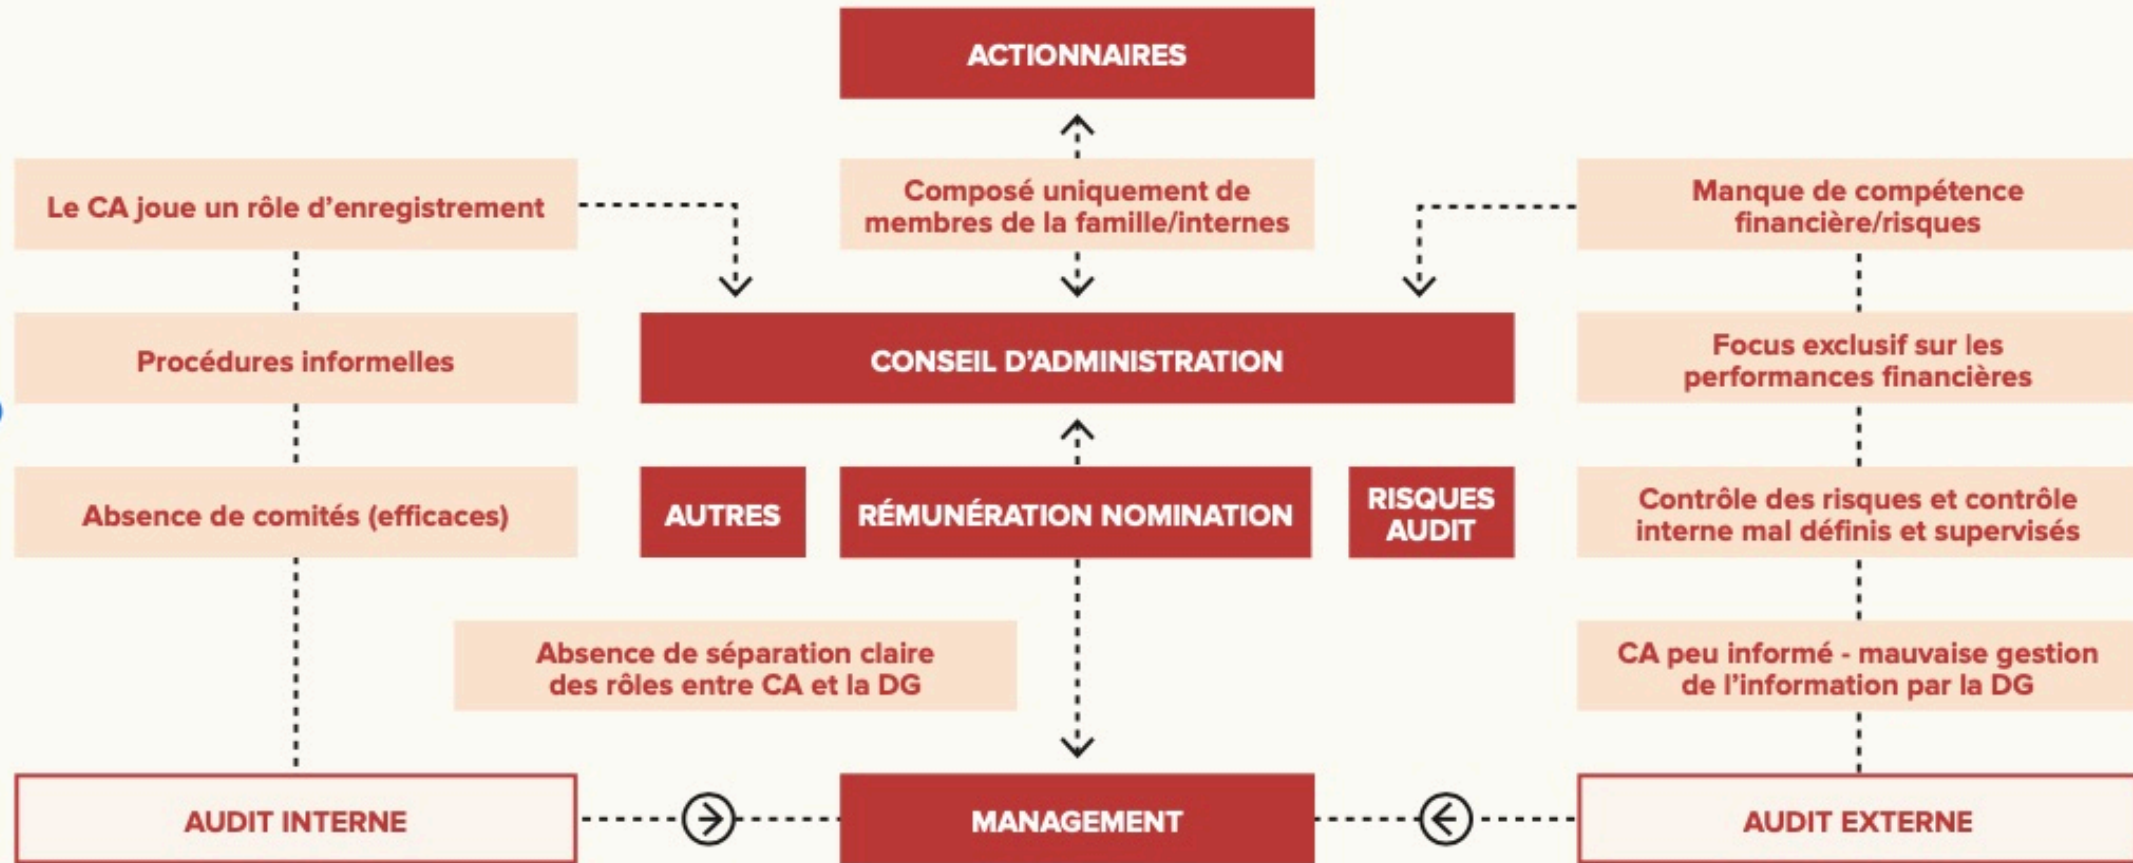 ACTIONNAIRES
Le CA joue un rôle d'enregistrement
Composé uniquement de
membres de la famille/internes
Manque de compétence
financière/risques
Procédures informelles
CONSEIL D'ADMINISTRATION
Focus exclusif sur les
performances financières
Absence de comités (efficaces)
AUTRES
RÉMUNÉRATION NOMINATION
RISQUES
AUDIT
Contrôle des risques et contrôle
interne mal définis et supervisés
Absence de séparation claire
des rôles entre CA et la DG
CA peu informé - mauvaise gestion
de l'information par la DG
AUDIT INTERNE
MANAGEMENT
AUDIT EXTERNE